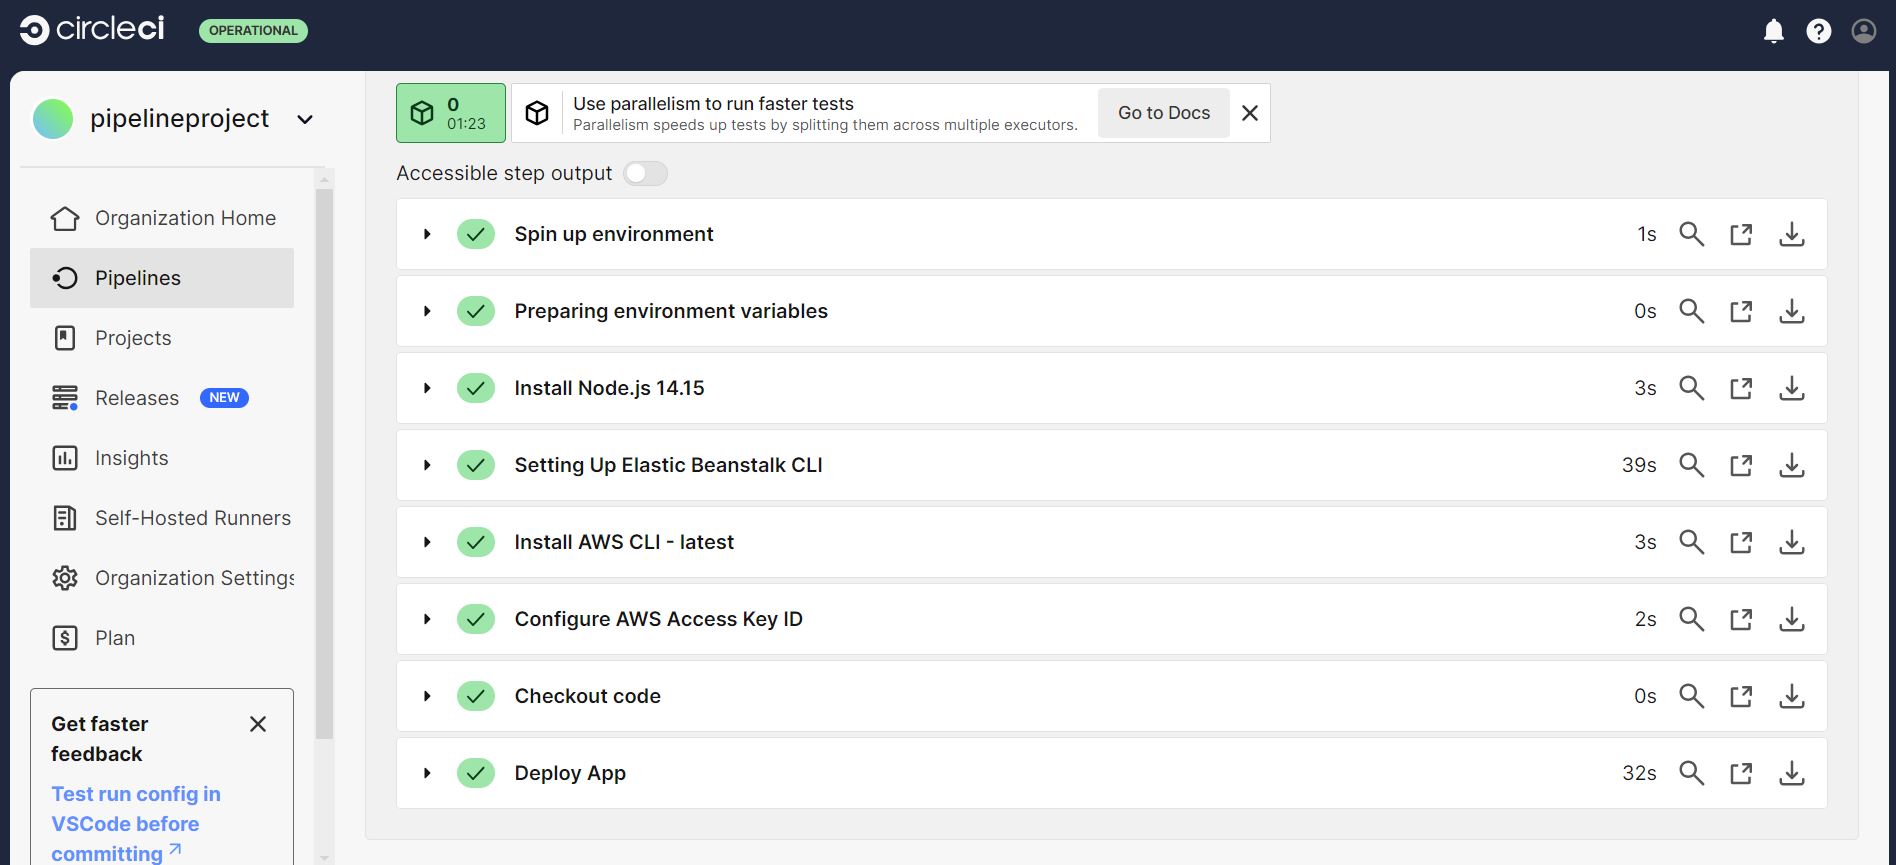 circleci
OPERATIONAL
pipelineproject
Organization Home
Pipelines
Projects
Releases NEW
Insights
Self-Hosted Runners
Organization Settings
Plan
Get faster
feedback
Test run config in
VSCode before
committing
0
01:23
Use parallelism to run faster tests
Parallelism speeds up tests by splitting them across multiple executors.
Go to Docs
Accessible step output
Spin up environment 1s
Preparing environment variables 0s
Install Node.js 14.15 3s
Setting Up Elastic Beanstalk CLI 39s
Install AWS CLI - latest 3s
Configure AWS Access Key ID 2s
Checkout code 0s
Deploy App 32s